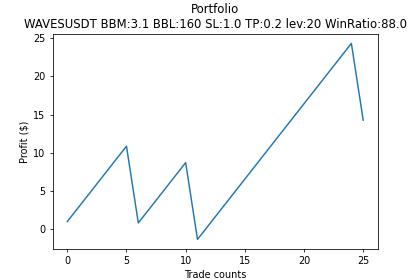 Portfolio
WAVESUSDT BBM:3.1 BBL:160 SL:1.0 TP:0.2 lev:20 WinRatio:88.0
25
20
15
10
5
0
Profit ($)
0 5 10 15 20 25
Trade counts